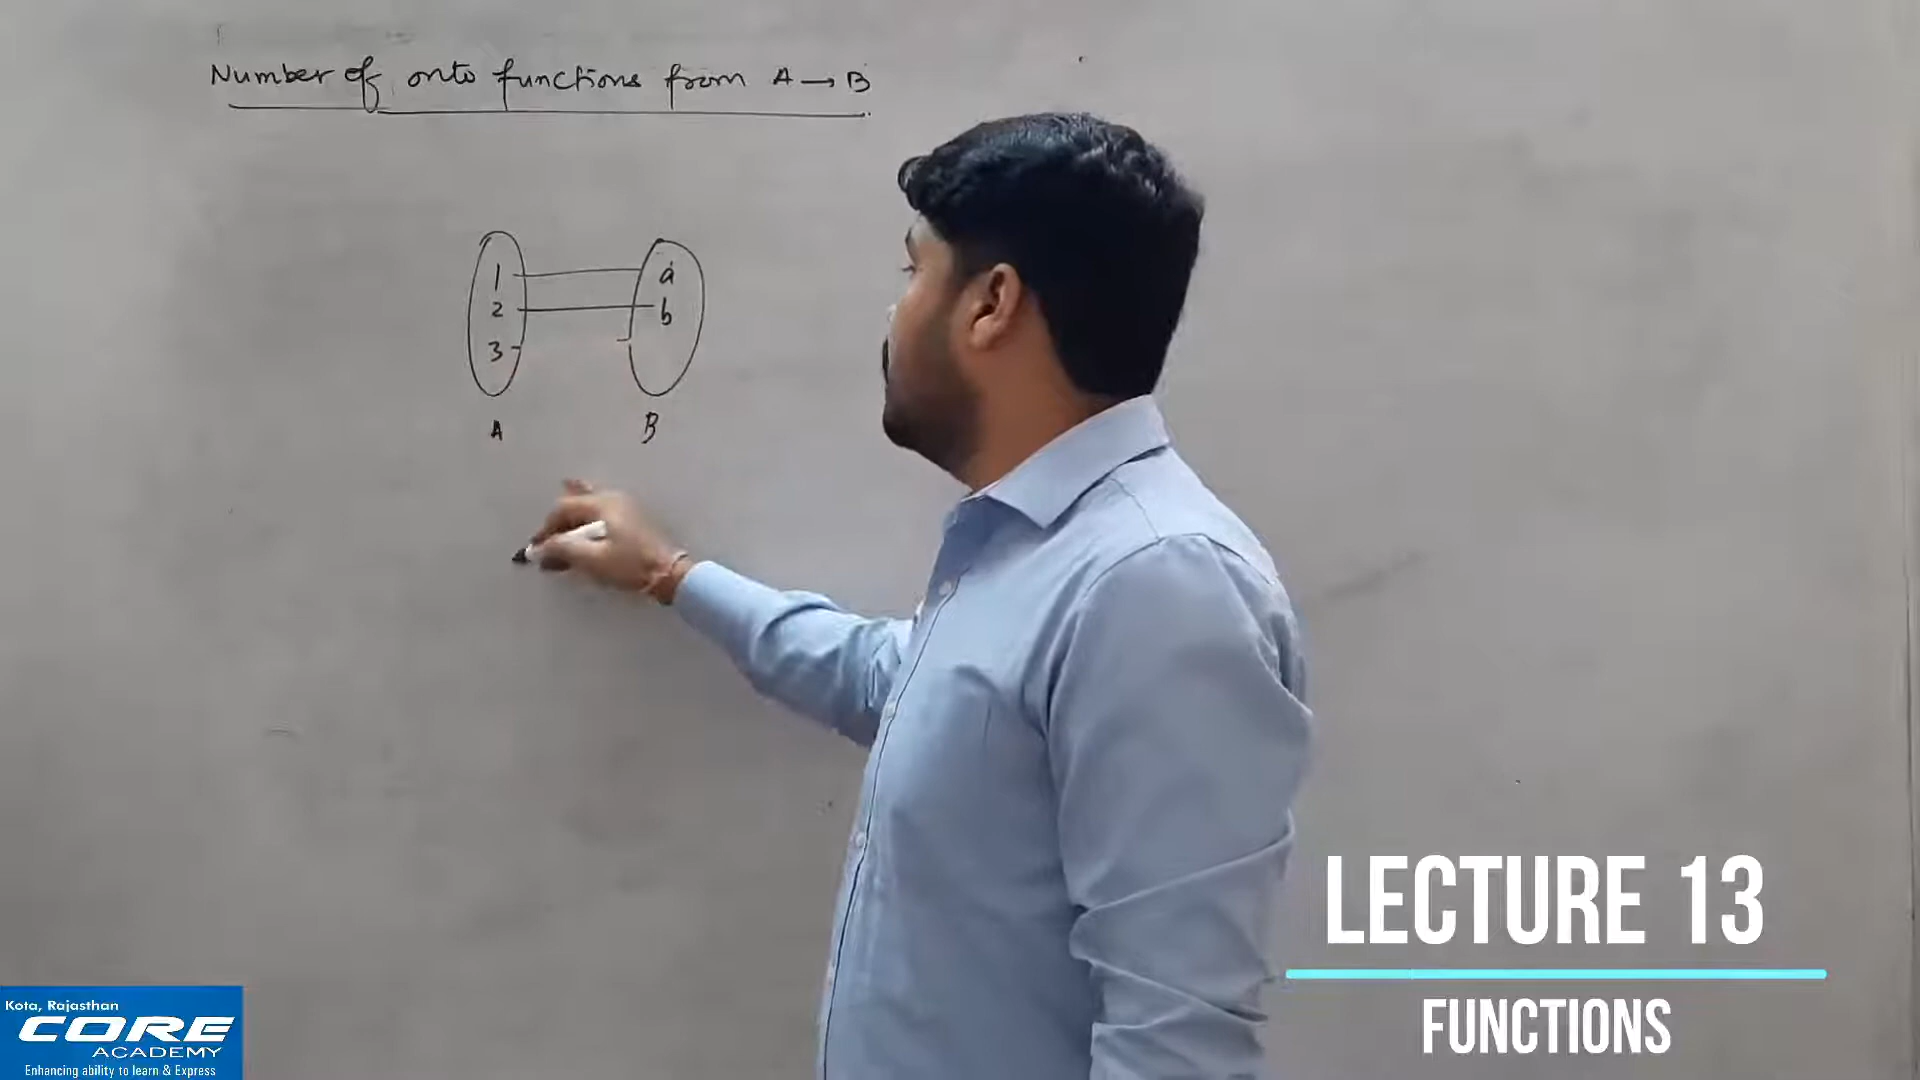 Number of onto functions from A → B
1 a
2 b
3
A B
LECTURE 13
FUNCTIONS
Kota, Rajasthan
CORE
ACADEMY
Enhancing ability to learn & Express